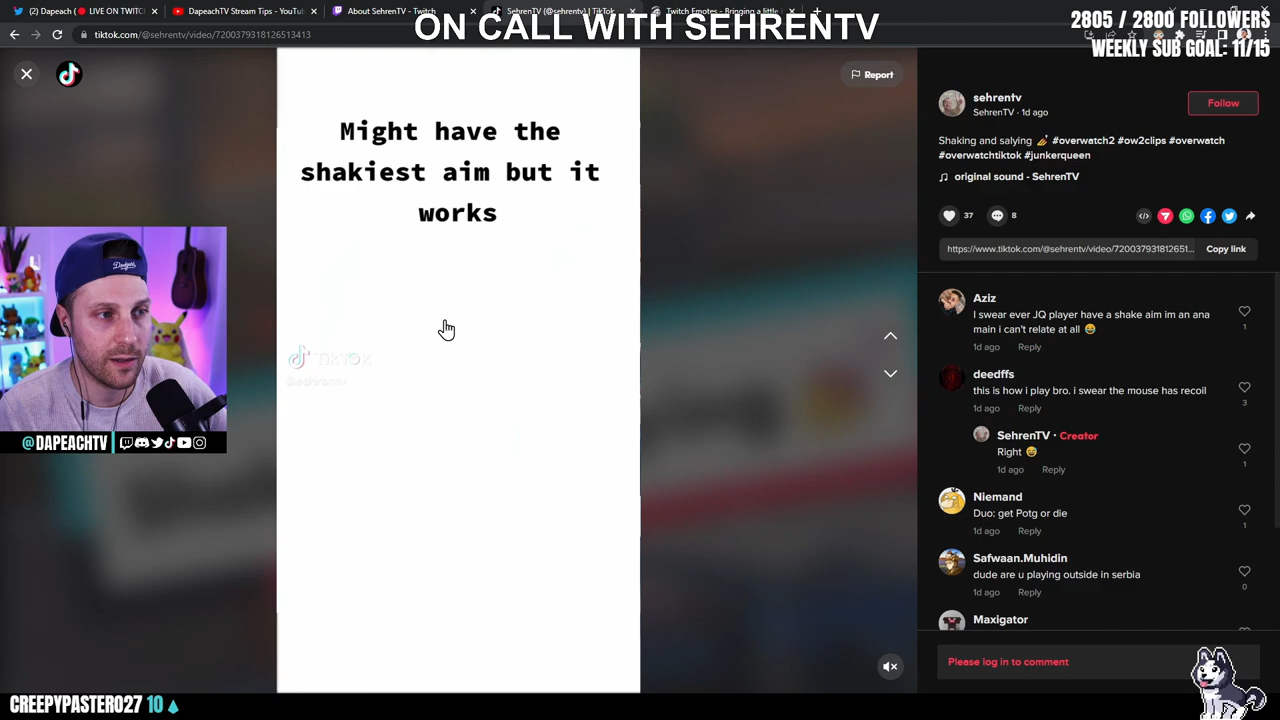 Dapeach (🔴 LIVE ON TWITC
DapeachTV Stream Tips - YouTu
About SehrenTV - Twitch
SehrenTV (@sehrentv) | TikTok
Twitch Emotes - Bringing a little
ON CALL WITH SEHRENTV
2805 / 2800 FOLLOWERS
WEEKLY SUB GOAL: 11/15
tiktok.com/@sehrentv/video/7200379318126513413
Report
Might have the
shakiest aim but it
works
TikTok
@DAPEACHTV
sehrentv
SehrenTV · 1d ago
Follow
Shaking and salying 💅 #overwatch2 #ow2clips #overwatch
#overwatchtiktok #junkerqueen
♫ original sound - SehrenTV
37
8
https://www.tiktok.com/@sehrentv/video/720037931812651...
Copy link
Aziz
I swear ever JQ player have a shake aim im an ana
main i can't relate at all 😂
1d ago
Reply
1
deedffs
this is how i play bro. i swear the mouse has recoil
1d ago
Reply
3
SehrenTV · Creator
Right 😅
1d ago
Reply
1
Niemand
Duo: get Potg or die
1d ago
Reply
1
Safwaan.Muhidin
dude are u playing outside in serbia
1d ago
Reply
0
Maxigator
Please log in to comment
CREEPYPASTER027 10